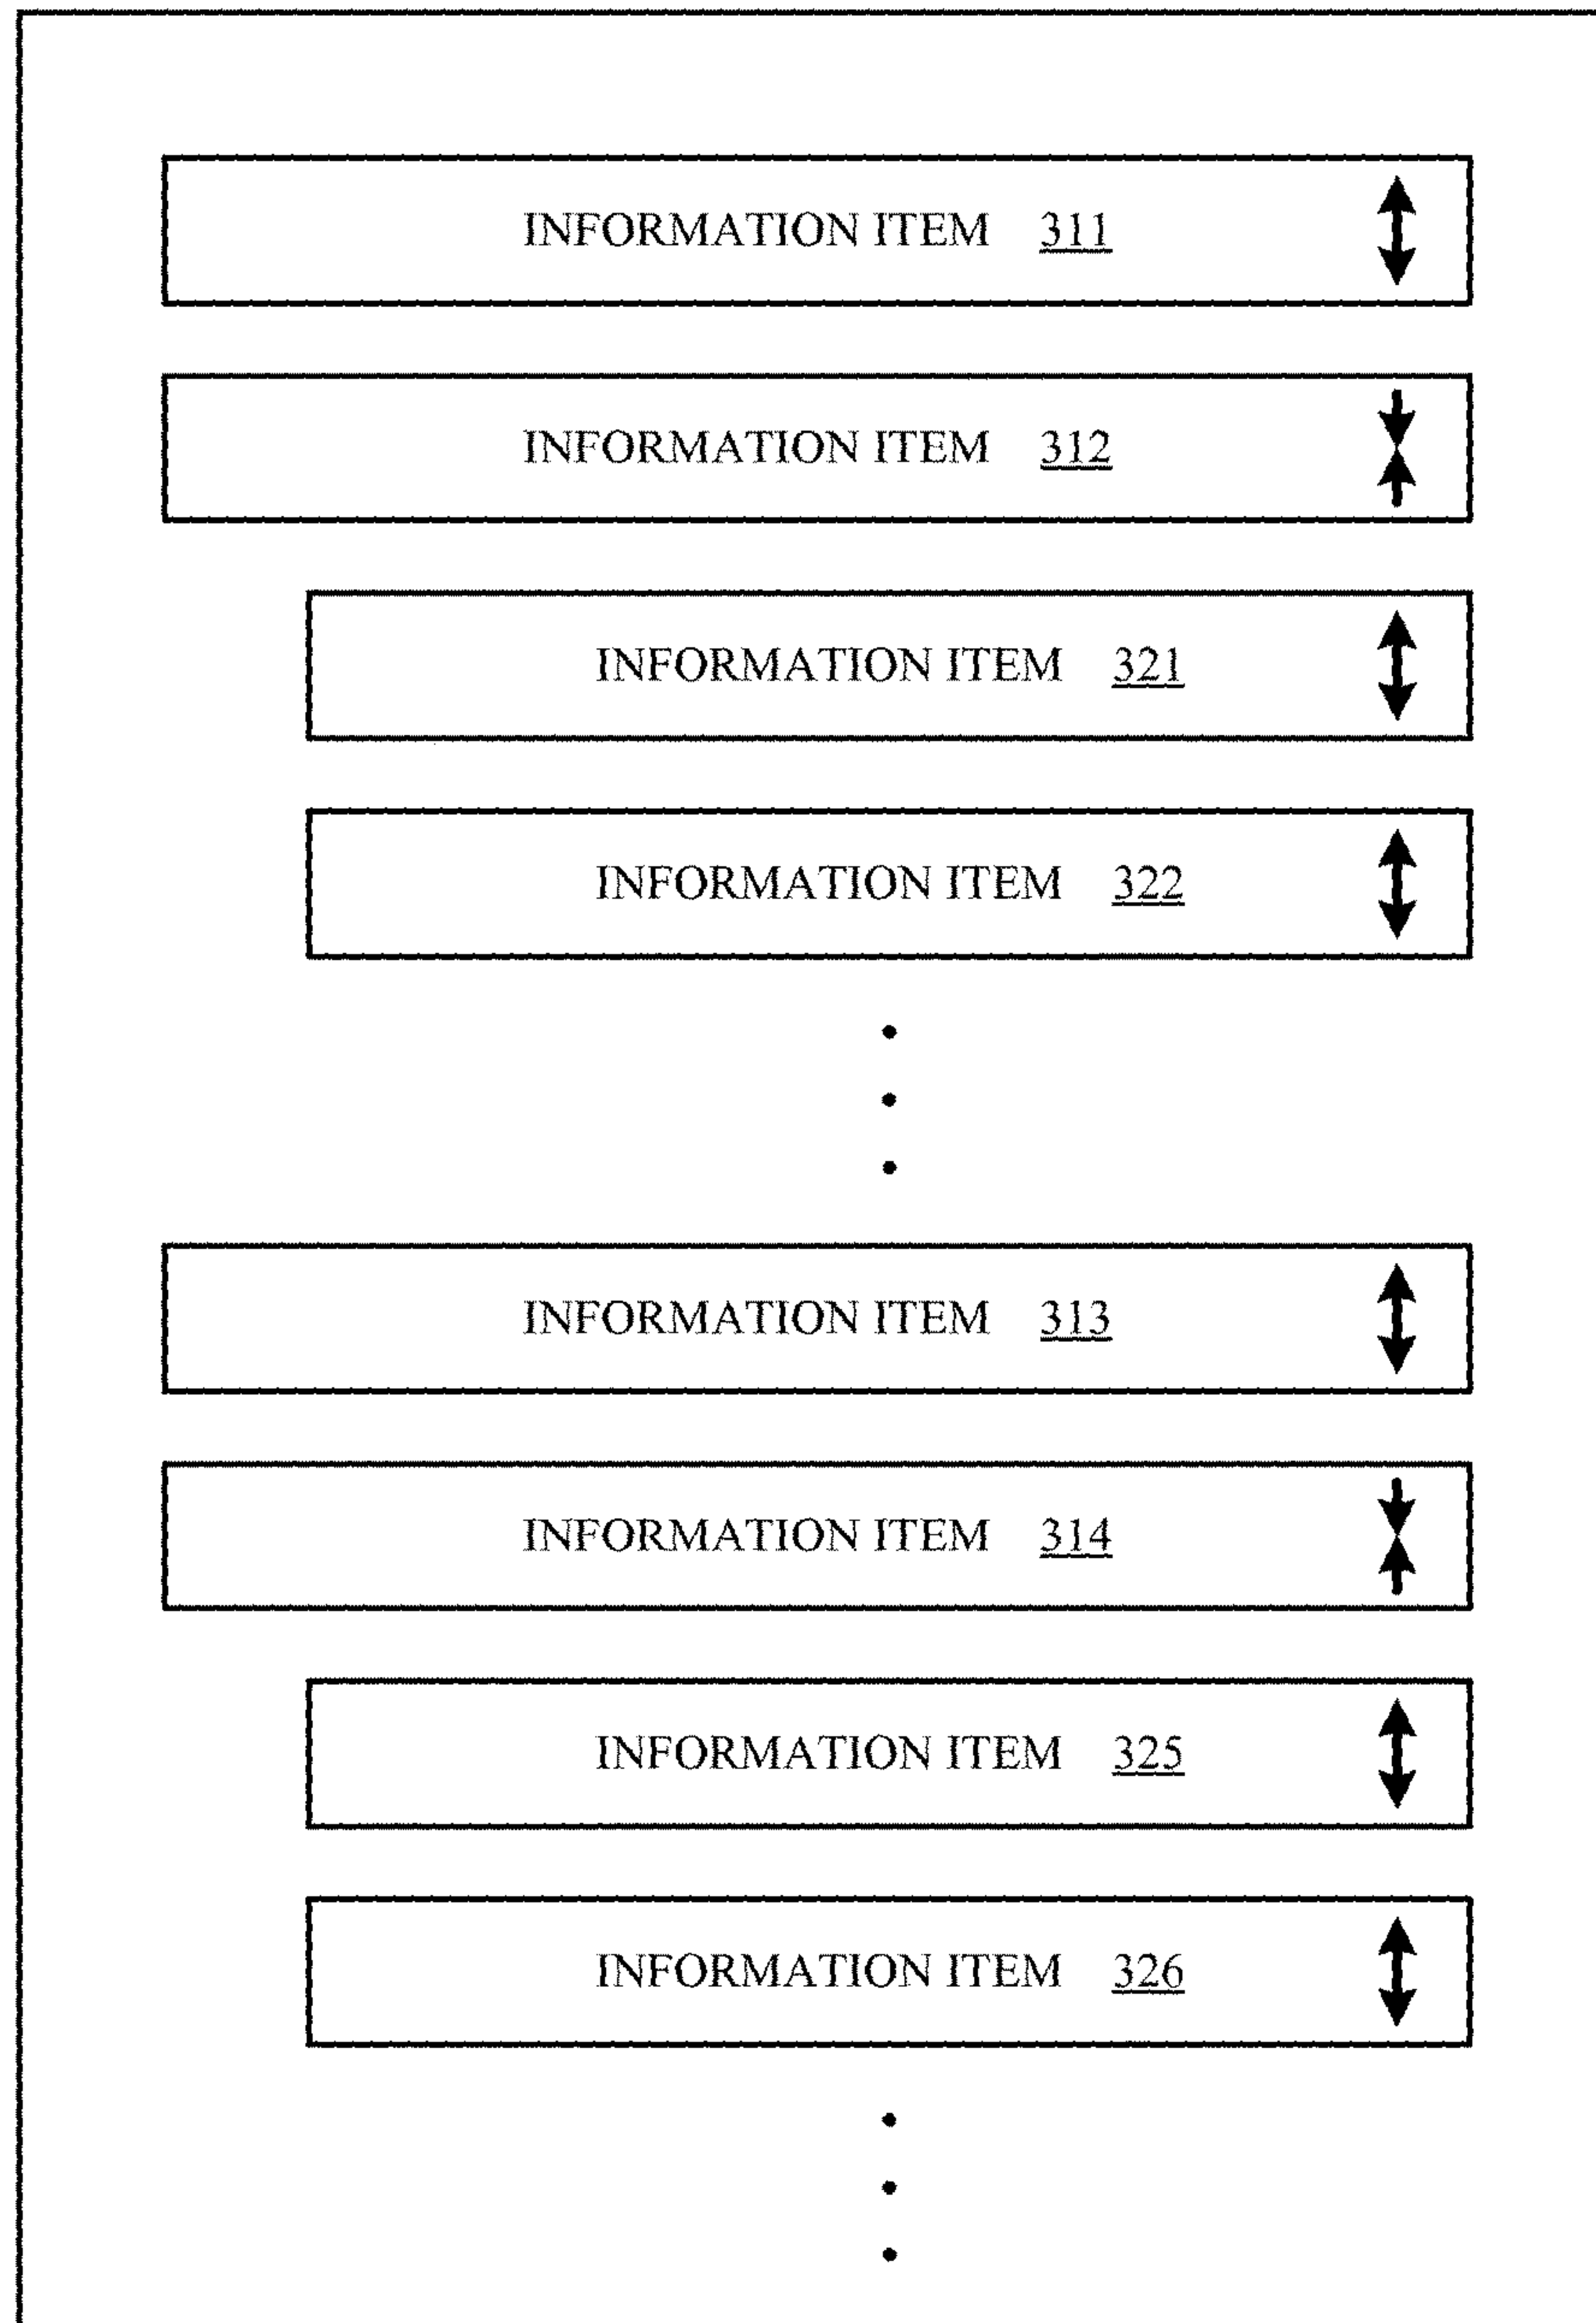 INFORMATION ITEM 311
INFORMATION ITEM 312
INFORMATION ITEM 321
INFORMATION ITEM 322
INFORMATION ITEM 313
INFORMATION ITEM 314
INFORMATION ITEM 325
INFORMATION ITEM 326